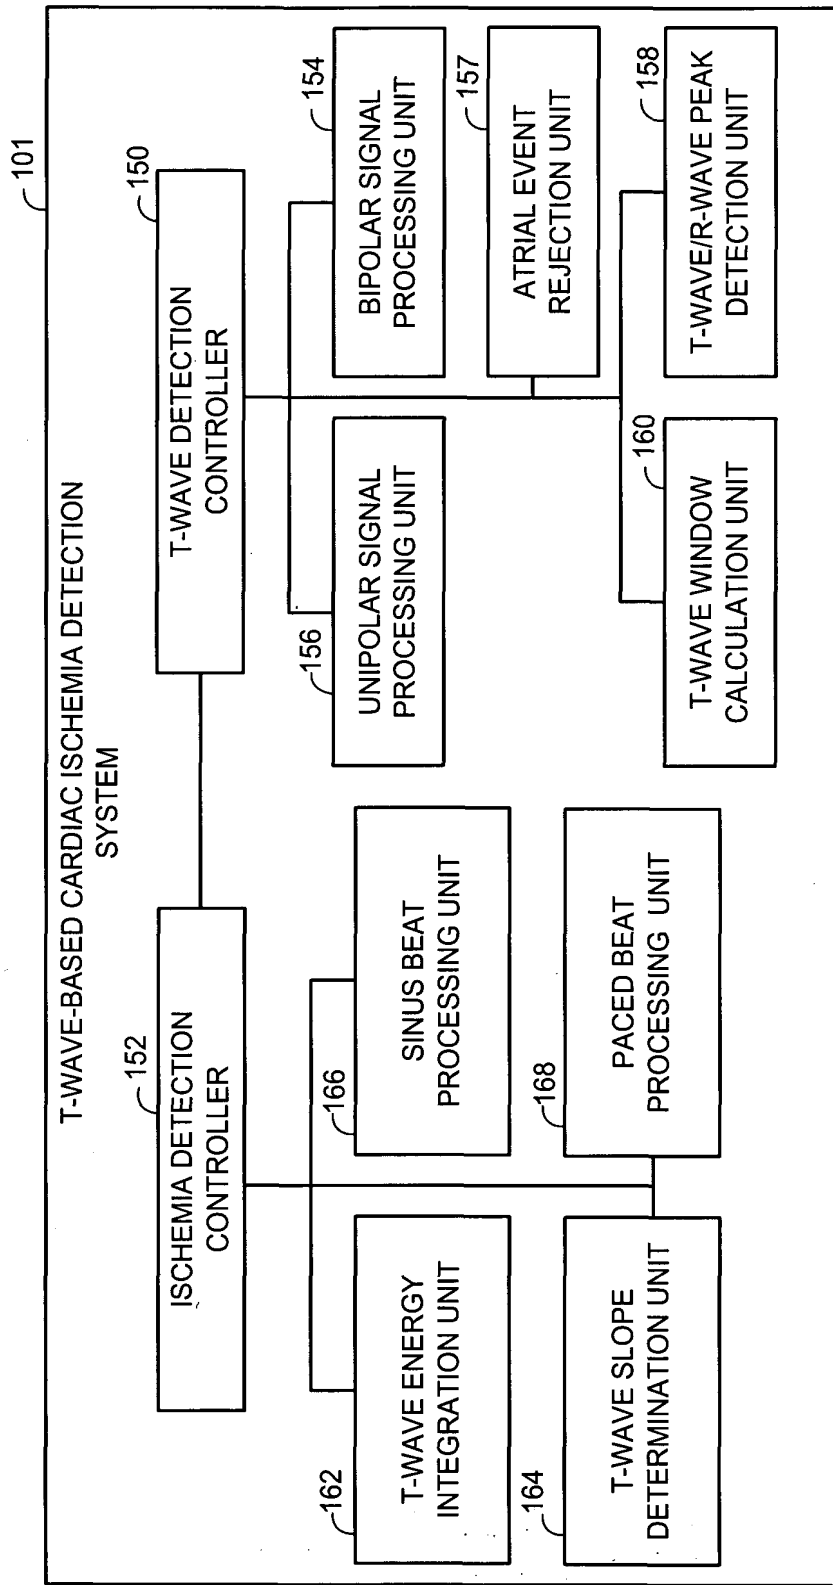 101
T-WAVE-BASED CARDIAC ISCHEMIA DETECTION
SYSTEM
152
ISCHEMIA DETECTION
CONTROLLER
150
T-WAVE DETECTION
CONTROLLER
162
T-WAVE ENERGY
INTEGRATION UNIT
166
SINUS BEAT
PROCESSING UNIT
164
T-WAVE SLOPE
DETERMINATION UNIT
168
PACED BEAT
PROCESSING UNIT
156
UNIPOLAR SIGNAL
PROCESSING UNIT
154
BIPOLAR SIGNAL
PROCESSING UNIT
157
ATRIAL EVENT
REJECTION UNIT
160
T-WAVE WINDOW
CALCULATION UNIT
158
T-WAVE/R-WAVE PEAK
DETECTION UNIT